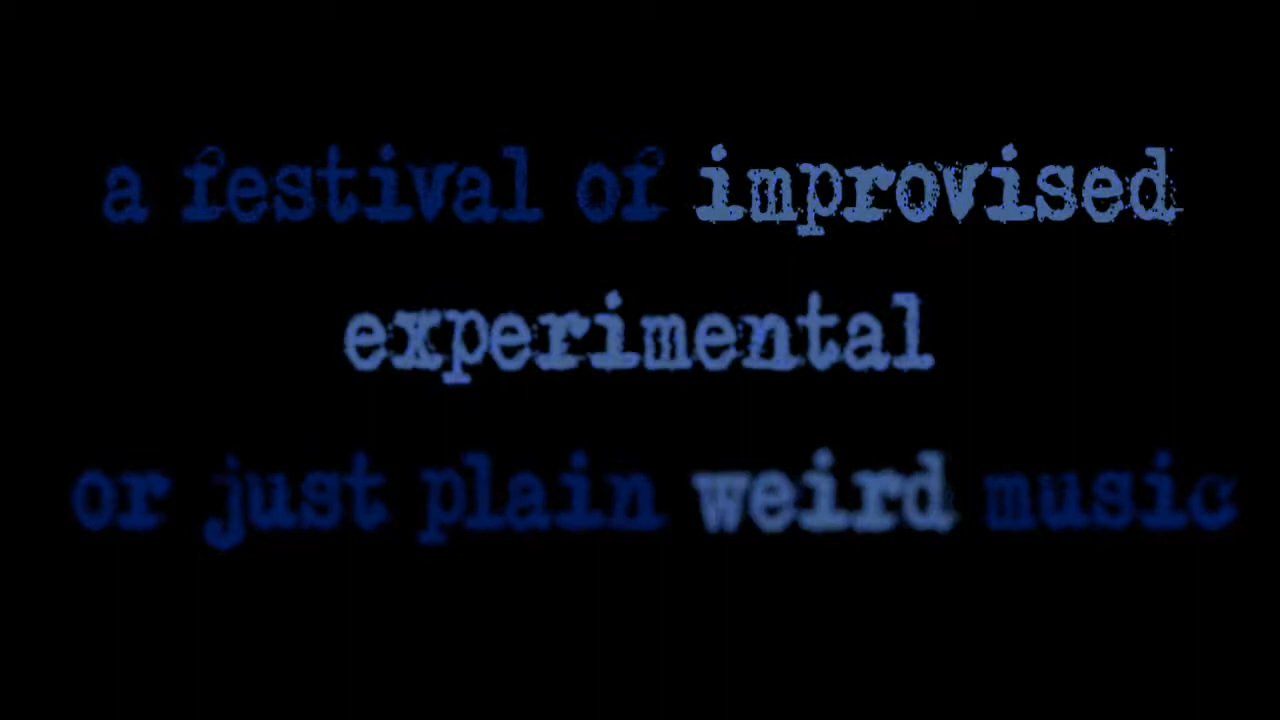 a festival of improvised
experimental
or just plain weird music